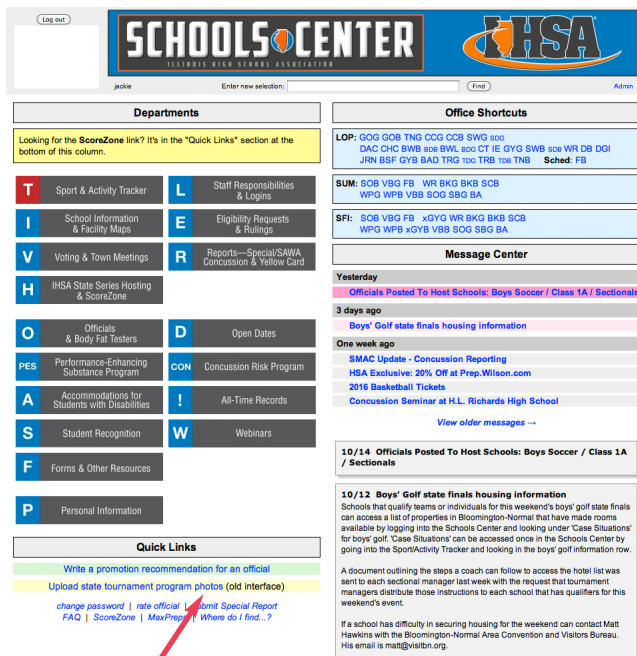 Log out
SCHOOLS CENTER
ILLINOIS HIGH SCHOOL ASSOCIATION
IHSA
jackie
Enter new selection:
Find
Admin
Departments
Looking for the ScoreZone link? It's in the "Quick Links" section at the
bottom of this column.
T Sport & Activity Tracker
L Staff Responsibilities
& Logins
I School Information
& Facility Maps
E Eligibility Requests
& Rulings
V Voting & Town Meetings
R Reports—Special/SAWA
Concussion & Yellow Card
H IHSA State Series Hosting
& ScoreZone
O Officials
& Body Fat Testers
D Open Dates
PES Performance-Enhancing
Substance Program
CON Concussion Risk Program
A Accommodations for
Students with Disabilities
! All-Time Records
S Student Recognition
W Webinars
F Forms & Other Resources
P Personal Information
Quick Links
Write a promotion recommendation for an official
Upload state tournament program photos (old interface)
change password | rate official | submit Special Report
FAQ | ScoreZone | MaxPreps | Where do I find...?
Office Shortcuts
LOP: GOG GOB TNG CCG CCB SWG SDG
DAC CHC BWB BDB BWL BDG CT IE GYG SWB SDB WR DB DGI
JRN BSF GYB BAD TRG TDG TRB TDB TNB Sched: FB
SUM: SOB VBG FB WR BKG BKB SCB
WPG WPB VBB SOG SBG BA
SFI: SOB VBG FB xGYG WR BKG BKB SCB
WPG WPB xGYB VBB SOG SBG BA
Message Center
Yesterday
Officials Posted To Host Schools: Boys Soccer / Class 1A / Sectionals
3 days ago
Boys' Golf state finals housing information
One week ago
SMAC Update - Concussion Reporting
HSA Exclusive: 20% Off at Prep.Wilson.com
2016 Basketball Tickets
Concussion Seminar at H.L. Richards High School
View older messages →
10/14 Officials Posted To Host Schools: Boys Soccer / Class 1A
/ Sectionals
10/12 Boys' Golf state finals housing information
Schools that qualify teams or individuals for this weekend's boys' golf state finals
can access a list of properties in Bloomington-Normal that have made rooms
available by logging into the Schools Center and looking under 'Case Situations'
for boys' golf. 'Case Situations' can be accessed once in the Schools Center by
going into the Sport/Activity Tracker and looking in the boys' golf information row.
A document outlining the steps a coach can follow to access the hotel list was
sent to each sectional manager last week with the request that tournament
managers distribute those instructions to each school that has qualifiers for this
weekend's event.
If a school has difficulty in securing housing for the weekend can contact Matt
Hawkins with the Bloomington-Normal Area Convention and Visitors Bureau.
His email is matt@visitbn.org.